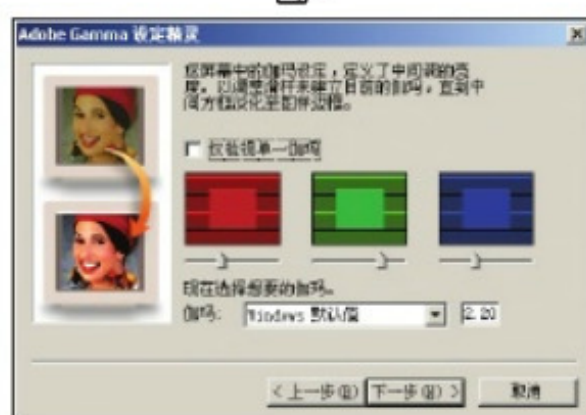 Adobe Gamma 设定精灵
您屏幕中的伽玛设定，定义了中间调的亮
度。以调整滑杆来建立目前的伽玛，直到中
间方框淡化至图样边框。
仅检视单一伽玛
现在选择想要的伽玛。
伽玛: Windows 默认值 2.20
< 上一步(B) 下一步(N) > 取消